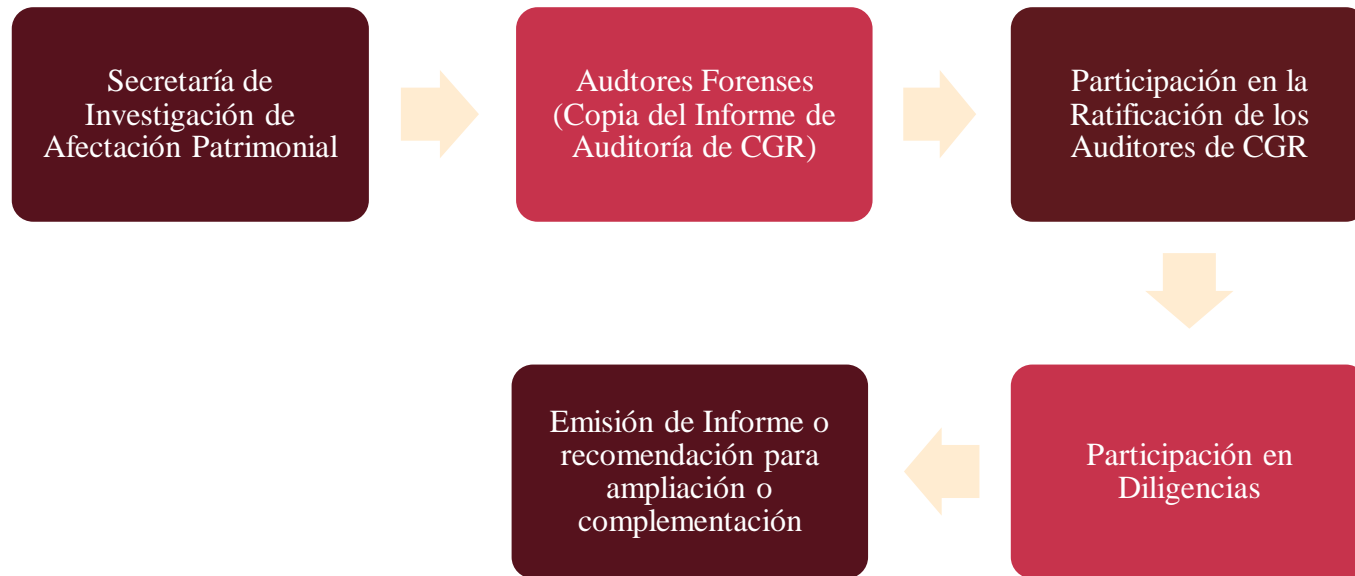 Secretaría de
Investigación de
Afectación Patrimonial
Audtores Forenses
(Copia del Informe de
Auditoría de CGR)
Participación en la
Ratificación de los
Auditores de CGR
Participación en
Diligencias
Emisión de Informe o
recomendación para
ampliación o
complementación